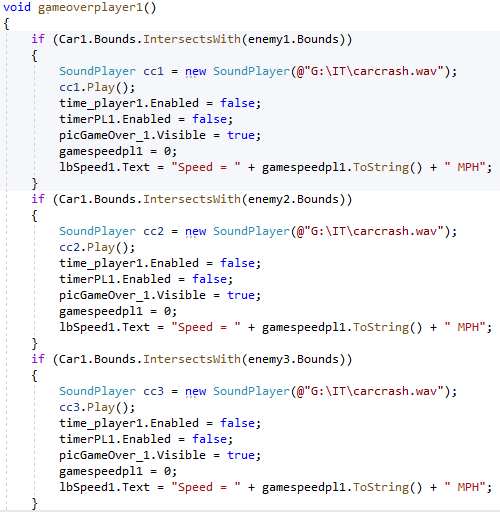 void gameoverplayer1()
{
if (Car1.Bounds.IntersectsWith(enemy1.Bounds))
{
SoundPlayer cc1 = new SoundPlayer(@"G:\IT\carcrash.wav");
cc1.Play();
time_player1.Enabled = false;
timerPL1.Enabled = false;
picGameOver_1.Visible = true;
gamespeedpl1 = 0;
lbSpeed1.Text = "Speed = " + gamespeedpl1.ToString() + " MPH";
}
if (Car1.Bounds.IntersectsWith(enemy2.Bounds))
{
SoundPlayer cc2 = new SoundPlayer(@"G:\IT\carcrash.wav");
cc2.Play();
time_player1.Enabled = false;
timerPL1.Enabled = false;
picGameOver_1.Visible = true;
gamespeedpl1 = 0;
lbSpeed1.Text = "Speed = " + gamespeedpl1.ToString() + " MPH";
}
if (Car1.Bounds.IntersectsWith(enemy3.Bounds))
{
SoundPlayer cc3 = new SoundPlayer(@"G:\IT\carcrash.wav");
cc3.Play();
time_player1.Enabled = false;
timerPL1.Enabled = false;
picGameOver_1.Visible = true;
gamespeedpl1 = 0;
lbSpeed1.Text = "Speed = " + gamespeedpl1.ToString() + " MPH";
}